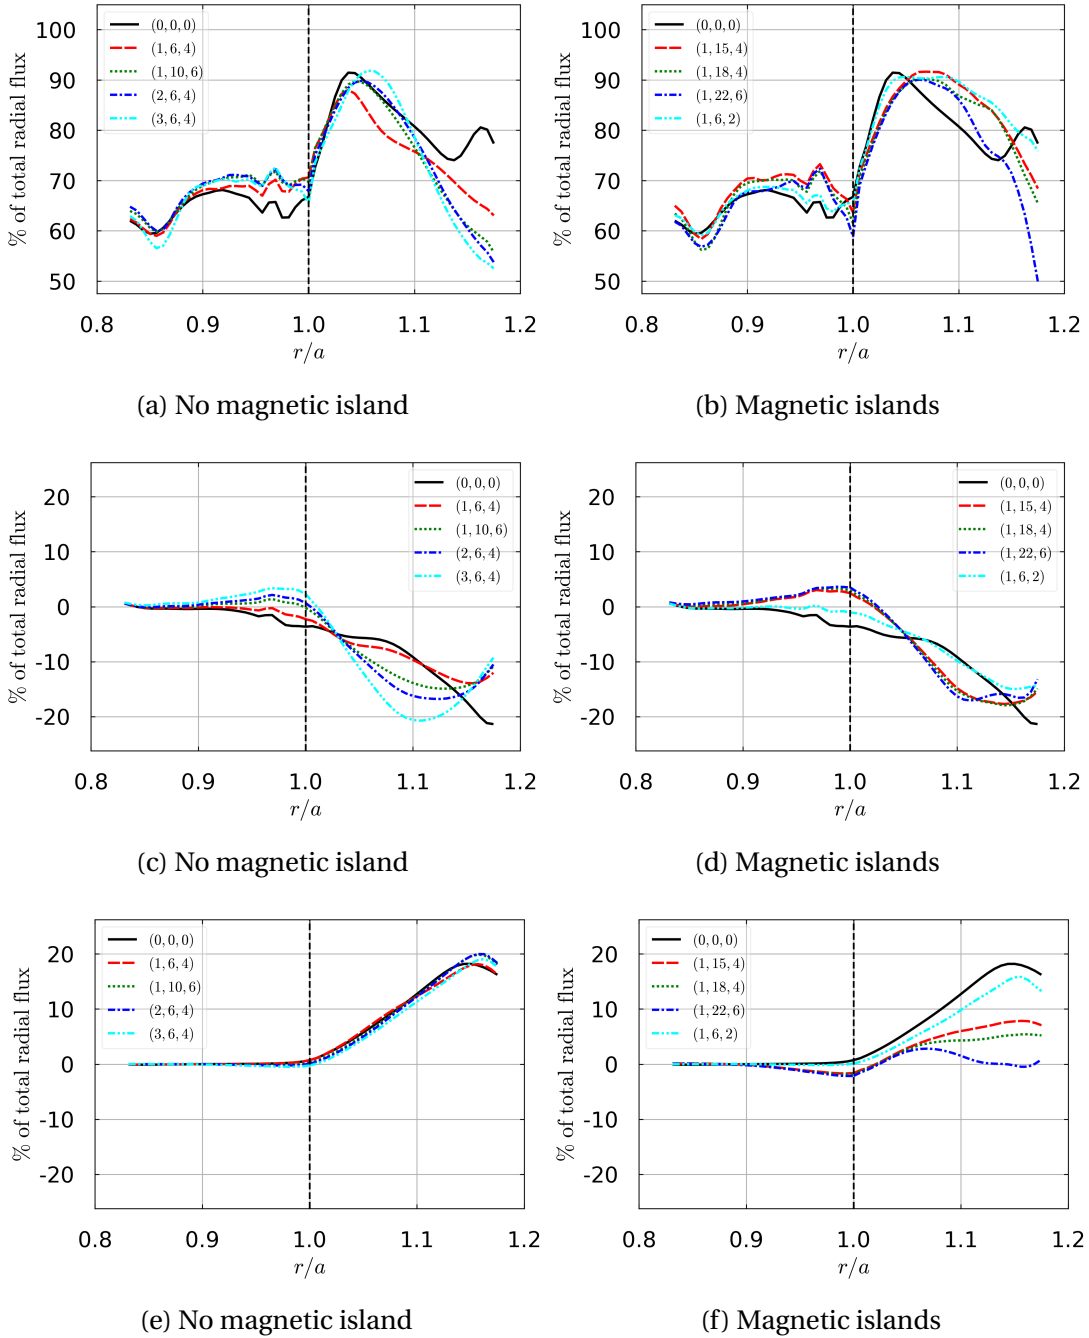 % of total radial flux
100
90
80
70
60
50
(0, 0, 0)
(1, 6, 4)
(1, 10, 6)
(2, 6, 4)
(3, 6, 4)
0.8 0.9 1.0 1.1 1.2
r/a
(a) No magnetic island
% of total radial flux
100
90
80
70
60
50
(0, 0, 0)
(1, 15, 4)
(1, 18, 4)
(1, 22, 6)
(1, 6, 2)
0.8 0.9 1.0 1.1 1.2
r/a
(b) Magnetic islands
% of total radial flux
20
10
0
-10
-20
(0, 0, 0)
(1, 6, 4)
(1, 10, 6)
(2, 6, 4)
(3, 6, 4)
0.8 0.9 1.0 1.1 1.2
r/a
(c) No magnetic island
% of total radial flux
20
10
0
-10
-20
(0, 0, 0)
(1, 15, 4)
(1, 18, 4)
(1, 22, 6)
(1, 6, 2)
0.8 0.9 1.0 1.1 1.2
r/a
(d) Magnetic islands
% of total radial flux
20
10
0
-10
-20
(0, 0, 0)
(1, 6, 4)
(1, 10, 6)
(2, 6, 4)
(3, 6, 4)
0.8 0.9 1.0 1.1 1.2
r/a
(e) No magnetic island
% of total radial flux
20
10
0
-10
-20
(0, 0, 0)
(1, 15, 4)
(1, 18, 4)
(1, 22, 6)
(1, 6, 2)
0.8 0.9 1.0 1.1 1.2
r/a
(f) Magnetic islands